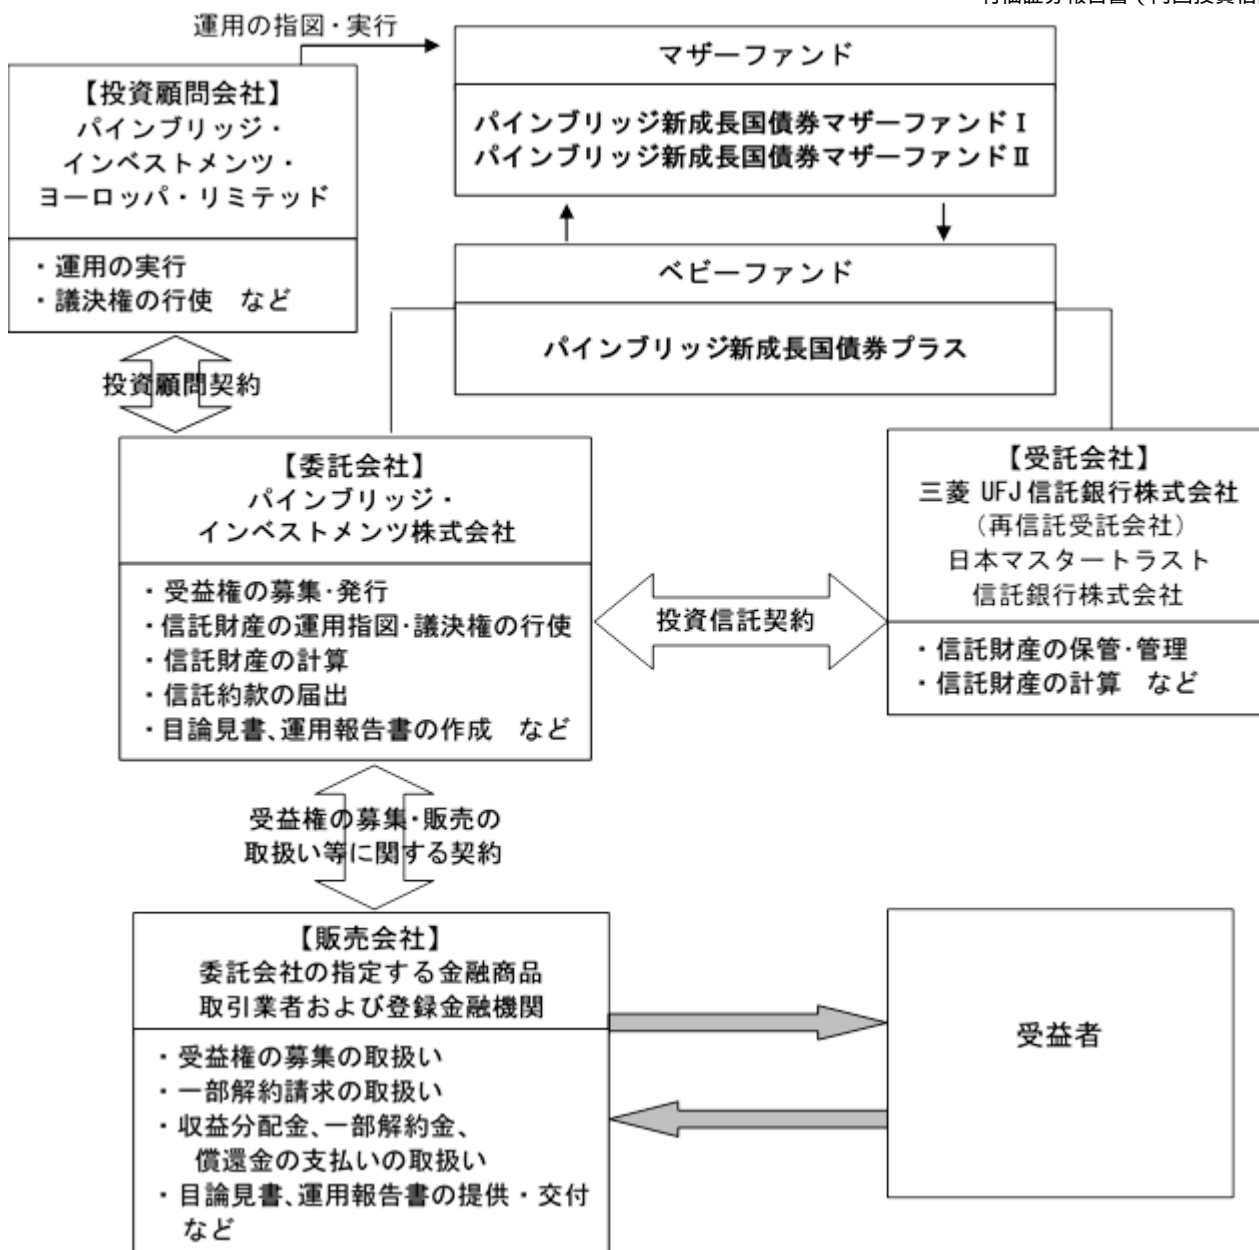 運用の指図・実行
【投資顧問会社】
パインブリッジ・
インベストメンツ・
ヨーロッパ・リミテッド
・運用の実行
・議決権の行使　など
マザーファンド
パインブリッジ新成長国債券マザーファンドⅠ
パインブリッジ新成長国債券マザーファンドⅡ
ベビーファンド
パインブリッジ新成長国債券プラス
投資顧問契約
【委託会社】
パインブリッジ・
インベストメンツ株式会社
・受益権の募集・発行
・信託財産の運用指図・議決権の行使
・信託財産の計算
・信託約款の届出
・目論見書、運用報告書の作成　など
投資信託契約
【受託会社】
三菱 UFJ 信託銀行株式会社
（再信託受託会社）
日本マスタートラスト
信託銀行株式会社
・信託財産の保管・管理
・信託財産の計算　など
受益権の募集・販売の
取扱い等に関する契約
【販売会社】
委託会社の指定する金融商品
取引業者および登録金融機関
・受益権の募集の取扱い
・一部解約請求の取扱い
・収益分配金、一部解約金、
償還金の支払いの取扱い
・目論見書、運用報告書の提供・交付
など
受益者